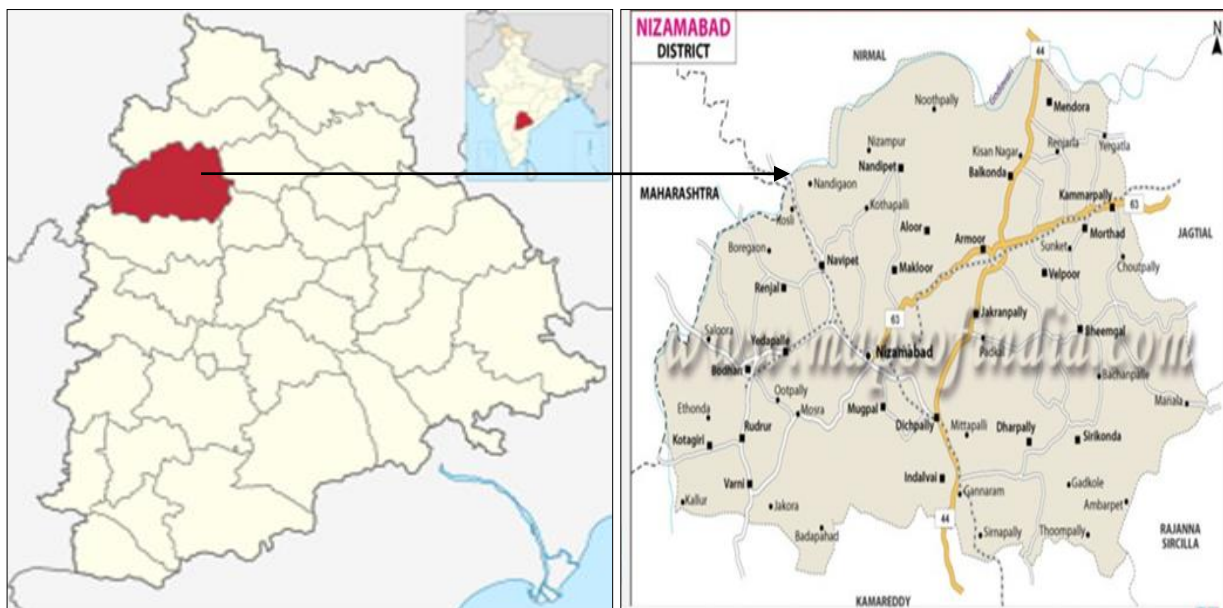 NIZAMABAD
DISTRICT
N
NIRMAL
44
Godavari
Mendora
Noothpally
Nizampur
Kisan Nagar
Renjarla
Yergatla
Nandipet
Balkonda
Nandigaon
MAHARASHTRA
Kosli
Kothapalli
Kammarpally
63
Aloor
Armoor
Morthad
JAGTIAL
Boregaon
Sunket
Choutpally
Navipet
Makloor
Velpoor
Renjal
63
Jakranpally
Saloora
Bheemgal
www.mapsofindia.com
Yedapalle
Nizamabad
Padkal
Bodhan
Bachanpalle
Ootpally
Manala
Ethonda
Mosra
Mugpal
Dichpally
Mittapalli
Dharpally
Sirikonda
Kotagiri
Rudrur
Varni
Indalvai
Gannaram
Gadkole
Kallur
Jakora
Ambarpet
44
Badapahad
Sirnapally
Thoompally
RAJANNA
SIRCILLA
KAMAREDDY